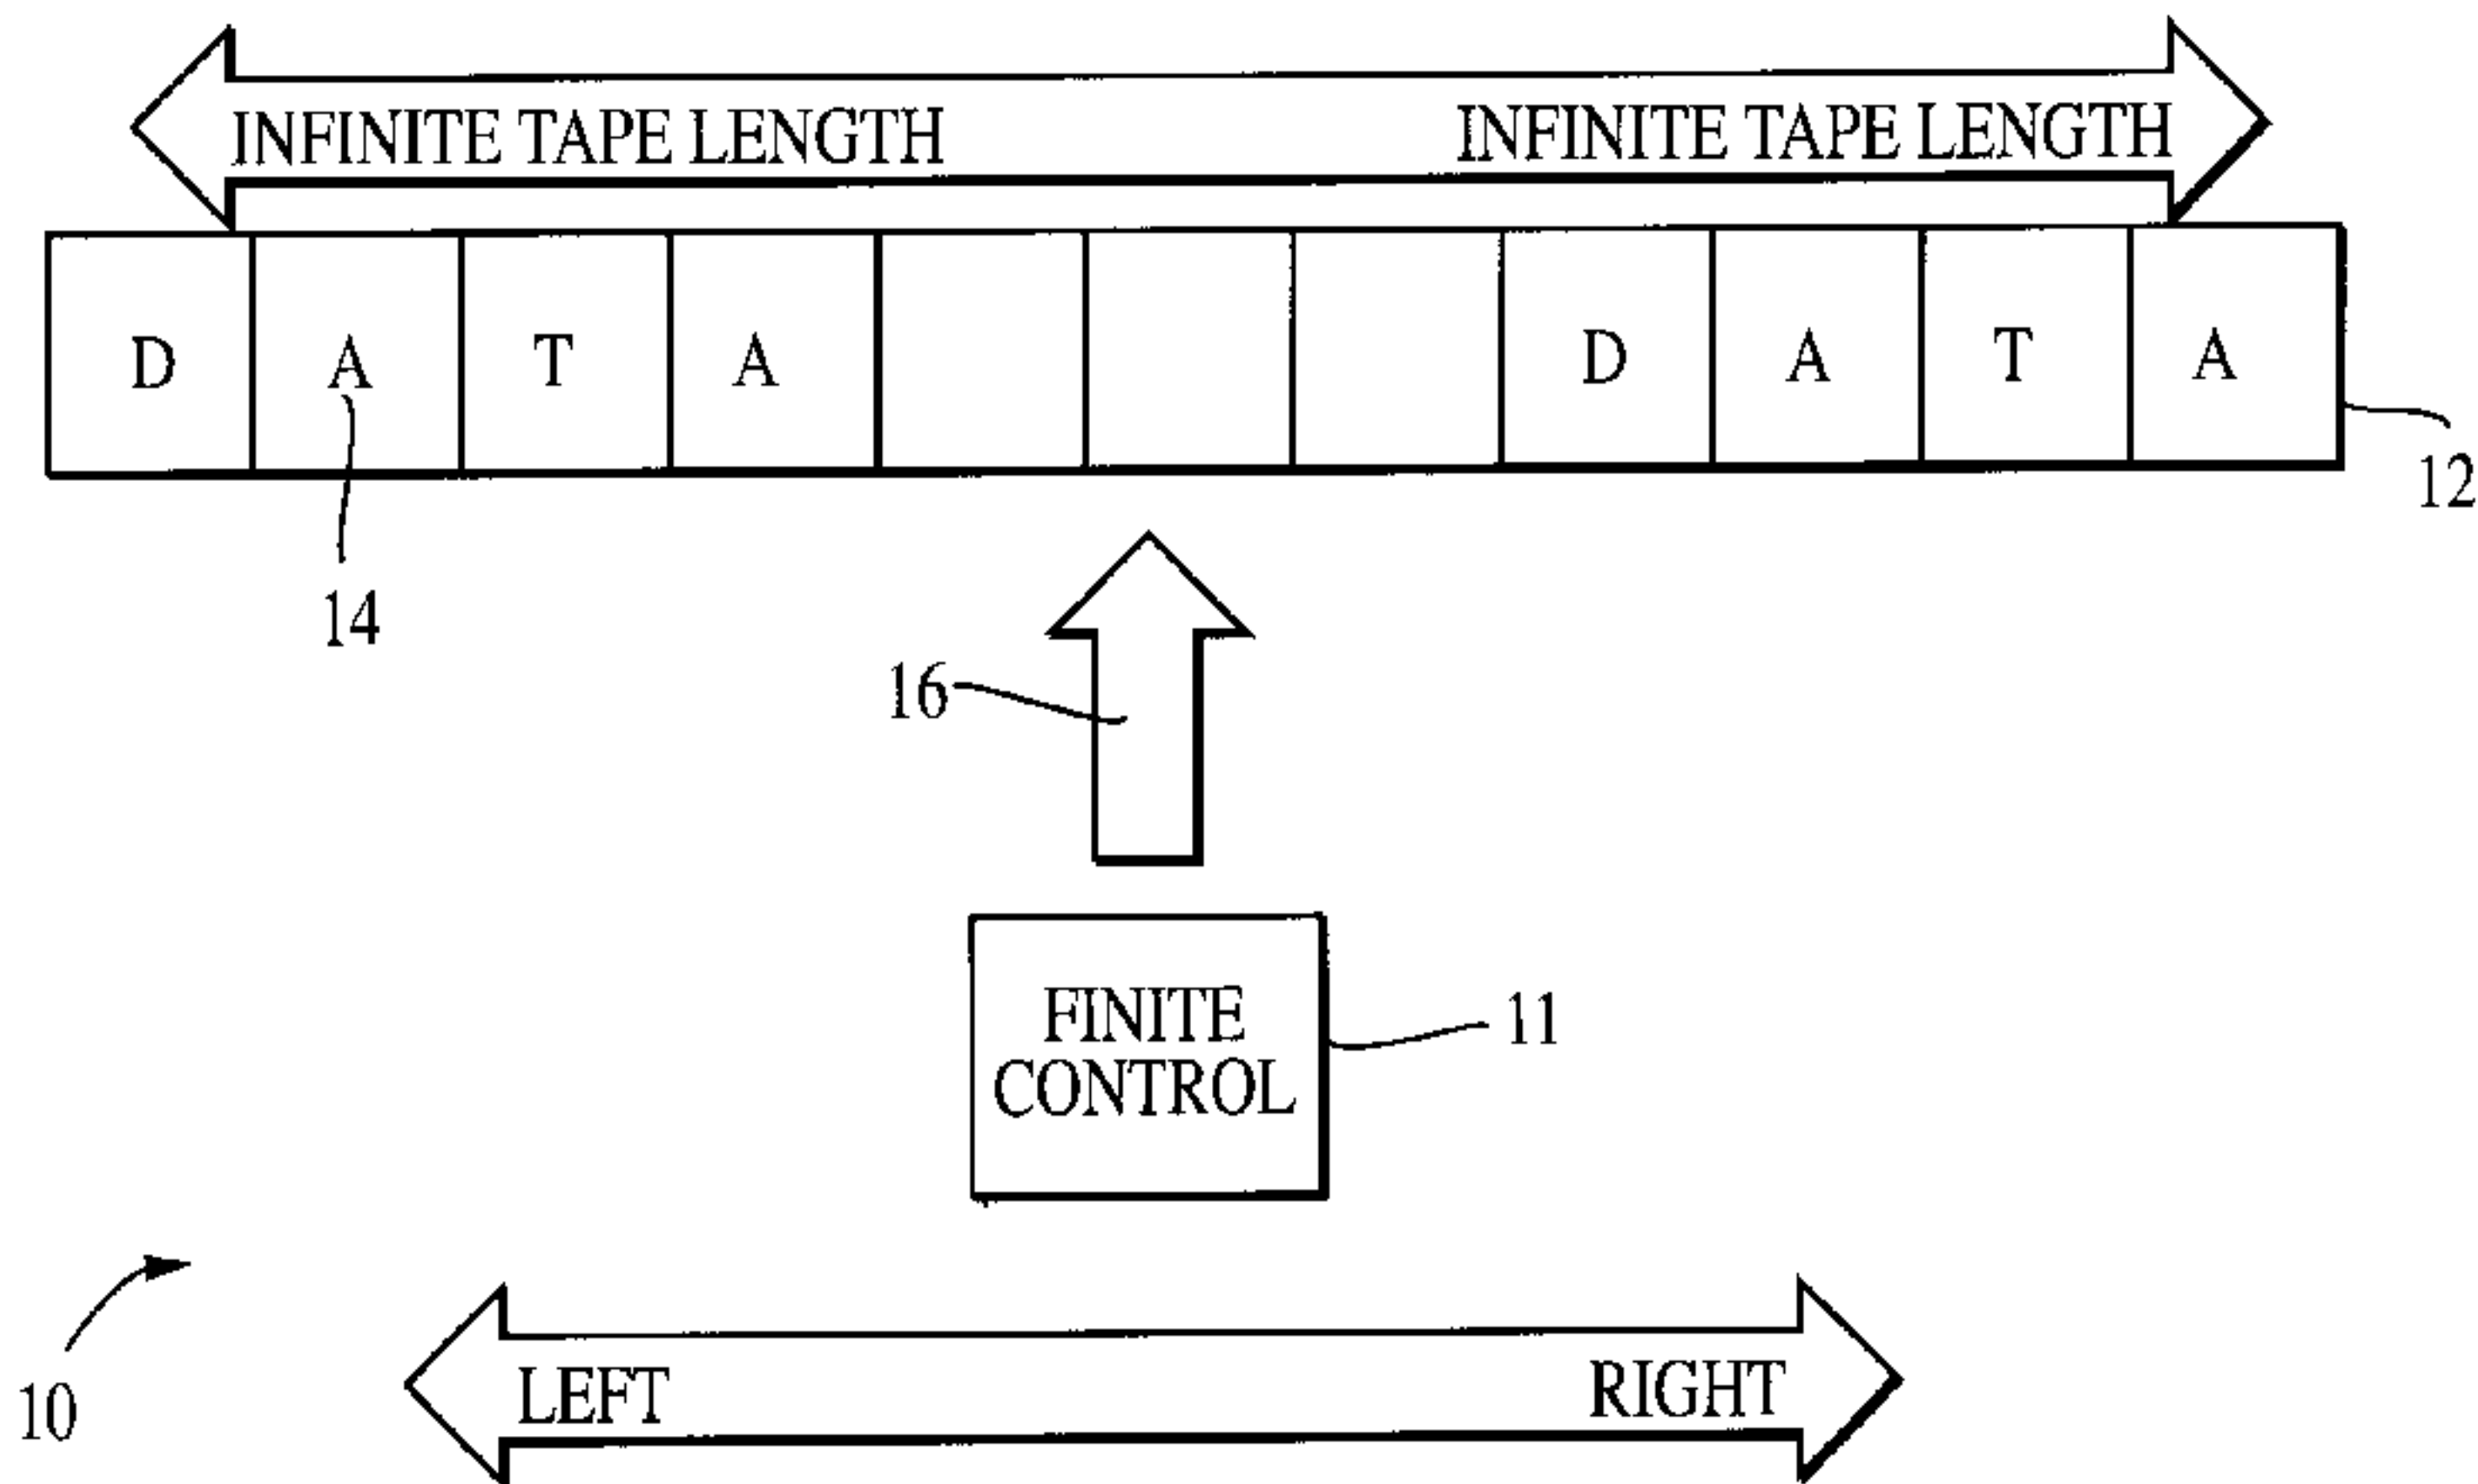 INFINITE TAPE LENGTH INFINITE TAPE LENGTH
D A T A D A T A
12
14
16
FINITE
CONTROL
11
LEFT RIGHT
10